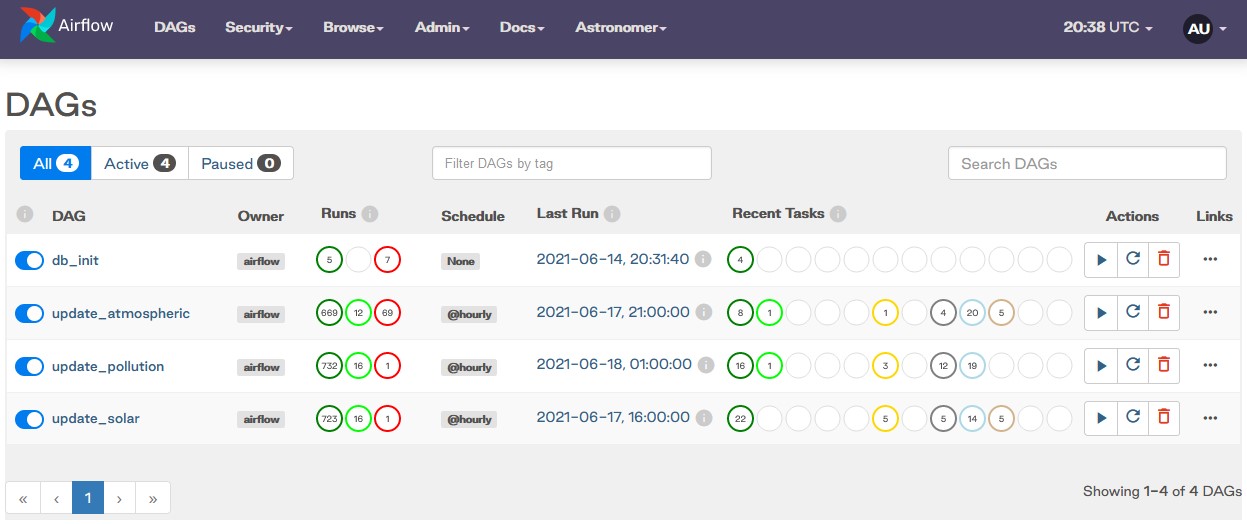 Airflow DAGs Security Browse Admin Docs Astronomer 20:38 UTC AU
DAGs
All 4 Active 4 Paused 0 Filter DAGs by tag Search DAGs
i DAG Owner Runs i Schedule Last Run i Recent Tasks i Actions Links
db_init airflow 5 7 None 2021-06-14, 20:31:40 i 4
update_atmospheric airflow 669 12 69 @hourly 2021-06-17, 21:00:00 i 8 1 1 4 20 5
update_pollution airflow 732 16 1 @hourly 2021-06-18, 01:00:00 i 16 1 3 12 19
update_solar airflow 723 16 1 @hourly 2021-06-17, 16:00:00 i 22 5 5 14 5
« ‹ 1 › » Showing 1-4 of 4 DAGs